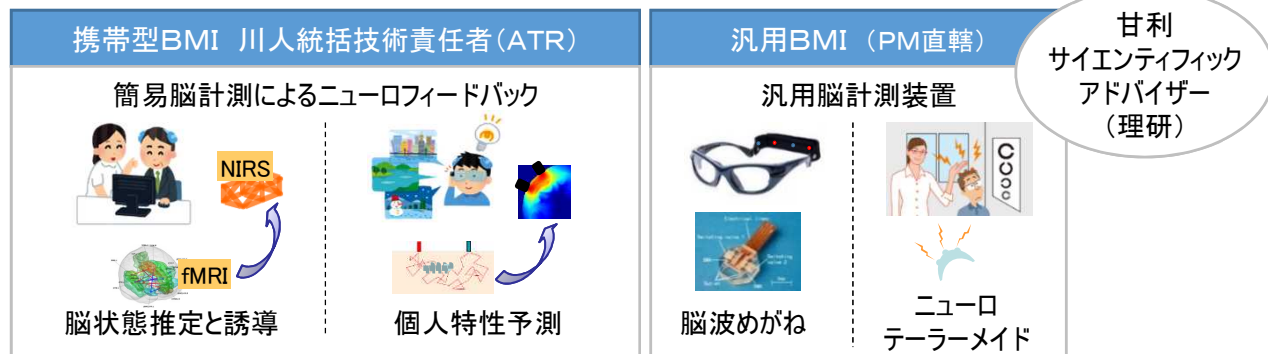 携帯型BMI 川人統括技術責任者(ATR)
簡易脳計測によるニューロフィードバック
NIRS
fMRI
脳状態推定と誘導
個人特性予測
汎用BMI (PM直轄)
汎用脳計測装置
脳波めがね
ニューロ
テーラーメイド
甘利
サイエンティフィック
アドバイザー
(理研)